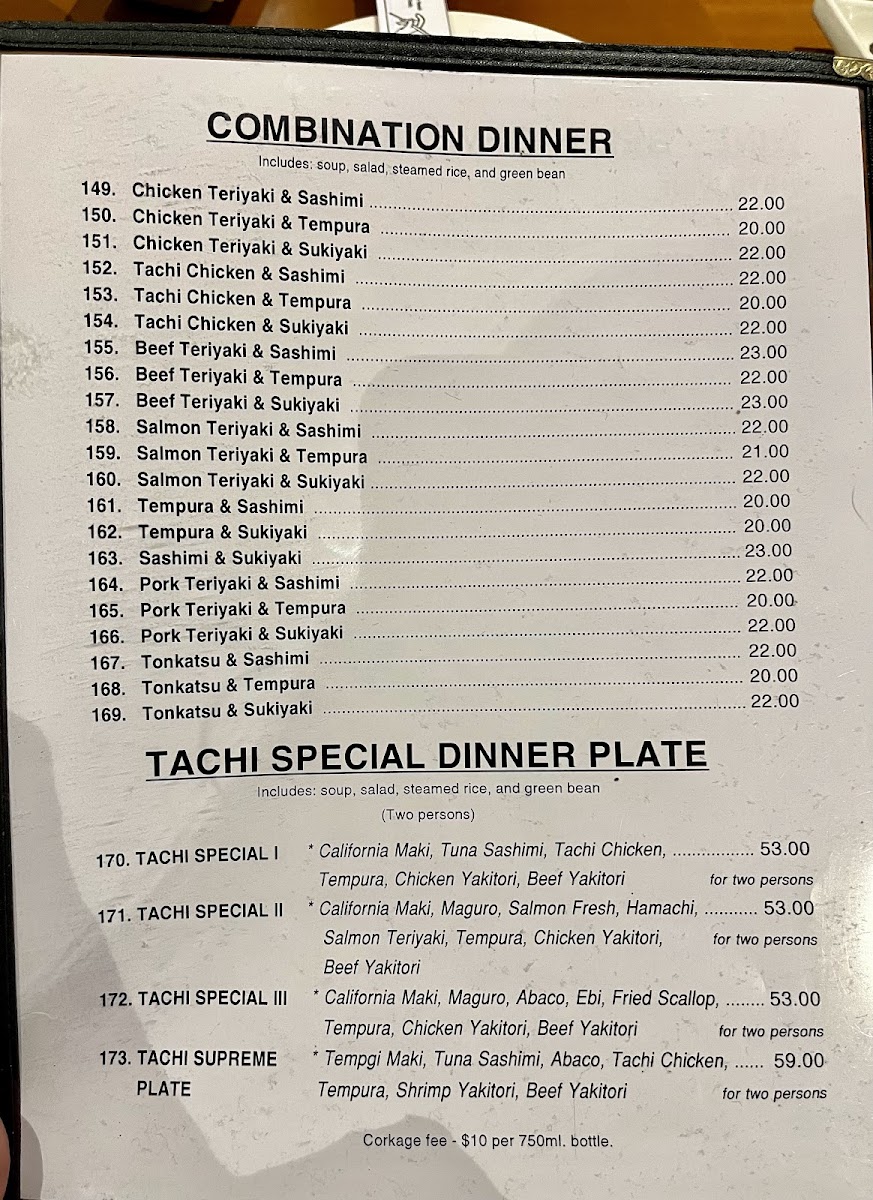 COMBINATION DINNER
Includes: soup, salad, steamed rice, and green bean
149. Chicken Teriyaki & Sashimi ........ 22.00
150. Chicken Teriyaki & Tempura ........ 20.00
151. Chicken Teriyaki & Sukiyaki ........ 22.00
152. Tachi Chicken & Sashimi ........ 22.00
153. Tachi Chicken & Tempura ........ 20.00
154. Tachi Chicken & Sukiyaki ........ 22.00
155. Beef Teriyaki & Sashimi ........ 23.00
156. Beef Teriyaki & Tempura ........ 22.00
157. Beef Teriyaki & Sukiyaki ........ 23.00
158. Salmon Teriyaki & Sashimi ........ 22.00
159. Salmon Teriyaki & Tempura ........ 21.00
160. Salmon Teriyaki & Sukiyaki ........ 22.00
161. Tempura & Sashimi ........ 20.00
162. Tempura & Sukiyaki ........ 20.00
163. Sashimi & Sukiyaki ........ 23.00
164. Pork Teriyaki & Sashimi ........ 22.00
165. Pork Teriyaki & Tempura ........ 20.00
166. Pork Teriyaki & Sukiyaki ........ 22.00
167. Tonkatsu & Sashimi ........ 22.00
168. Tonkatsu & Tempura ........ 20.00
169. Tonkatsu & Sukiyaki ........ 22.00
TACHI SPECIAL DINNER PLATE
Includes: soup, salad, steamed rice, and green bean
(Two persons)
170. TACHI SPECIAL I * California Maki, Tuna Sashimi, Tachi Chicken, ........ 53.00
Tempura, Chicken Yakitori, Beef Yakitori for two persons
171. TACHI SPECIAL II * California Maki, Maguro, Salmon Fresh, Hamachi, ........ 53.00
Salmon Teriyaki, Tempura, Chicken Yakitori, for two persons
Beef Yakitori
172. TACHI SPECIAL III * California Maki, Maguro, Abaco, Ebi, Fried Scallop, ........ 53.00
Tempura, Chicken Yakitori, Beef Yakitori for two persons
173. TACHI SUPREME * Tempgi Maki, Tuna Sashimi, Abaco, Tachi Chicken, ...... 59.00
PLATE Tempura, Shrimp Yakitori, Beef Yakitori for two persons
Corkage fee - $10 per 750ml. bottle.